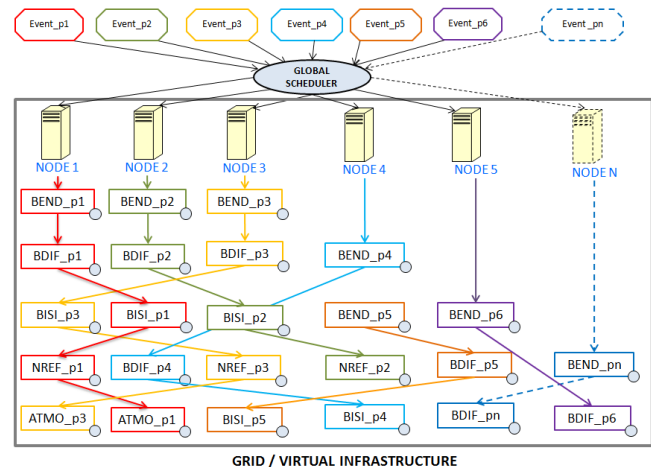 Event_p1 Event_p2 Event_p3 Event_p4 Event_p5 Event_p6 Event_pn
GLOBAL
SCHEDULER
NODE 1 NODE 2 NODE 3 NODE 4 NODE 5 NODE N
BEND_p1 BEND_p2 BEND_p3
BDIF_p1 BDIF_p2 BDIF_p3 BEND_p4
BISI_p3 BISI_p1 BISI_p2 BEND_p5 BEND_p6
NREF_p1 BDIF_p4 NREF_p3 NREF_p2 BDIF_p5 BEND_pn
ATMO_p3 ATMO_p1 BISI_p5 BISI_p4 BDIF_pn BDIF_p6
GRID / VIRTUAL INFRASTRUCTURE